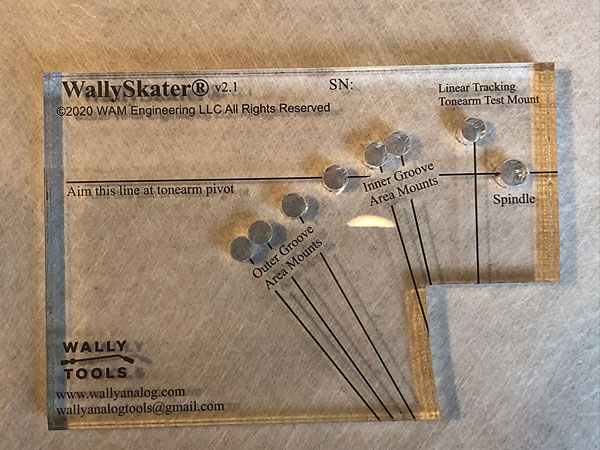 WallySkater® v2.1
SN:
©2020 WAM Engineering LLC All Rights Reserved
Linear Tracking
Tonearm Test Mount
Aim this line at tonearm pivot
Inner Groove
Area Mounts
Spindle
Outer Groove
Area Mounts
WALLY
TOOLS
www.wallyanalog.com
wallyanalogtools@gmail.com